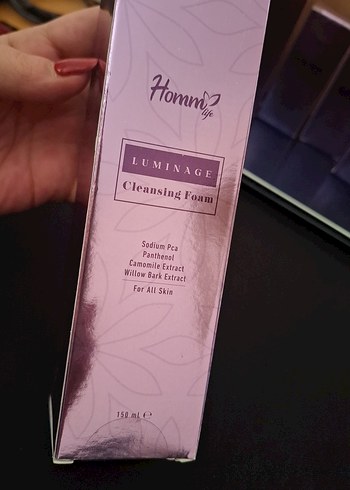 Homm
life
LUMINAGE
Cleansing Foam
Sodium Pca
Panthenol
Camomile Extract
Willow Bark Extract
For All Skin
150 ml ℮